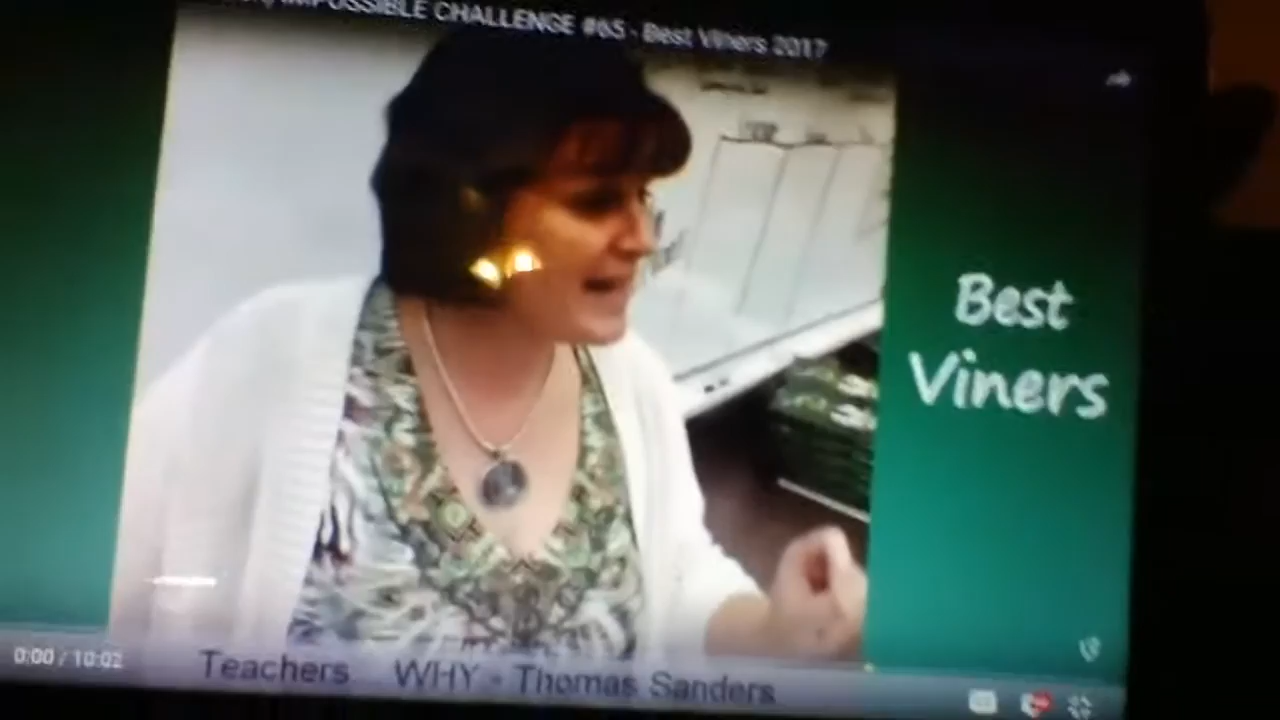 IMPOSSIBLE CHALLENGE #65 - Best Viners 2017
Best
Viners
0:00 / 10:02
Teachers WHY - Thomas Sanders